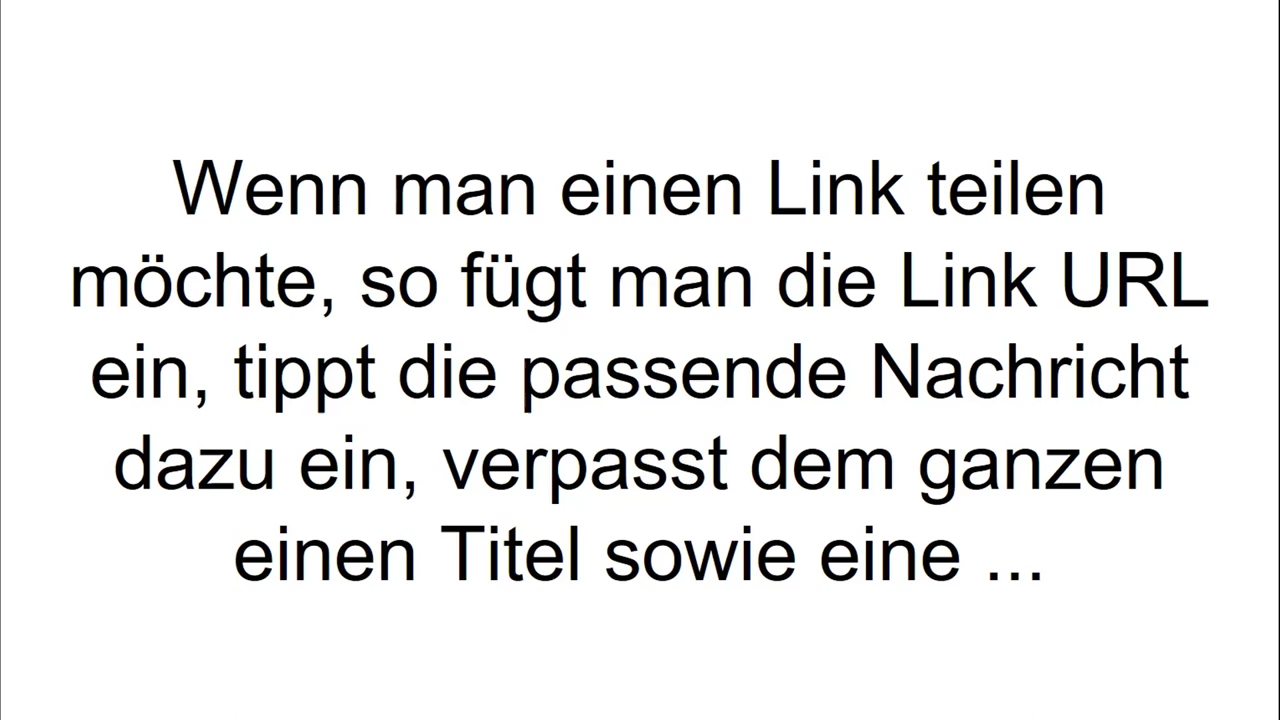 Wenn man einen Link teilen
möchte, so fügt man die Link URL
ein, tippt die passende Nachricht
dazu ein, verpasst dem ganzen
einen Titel sowie eine ...